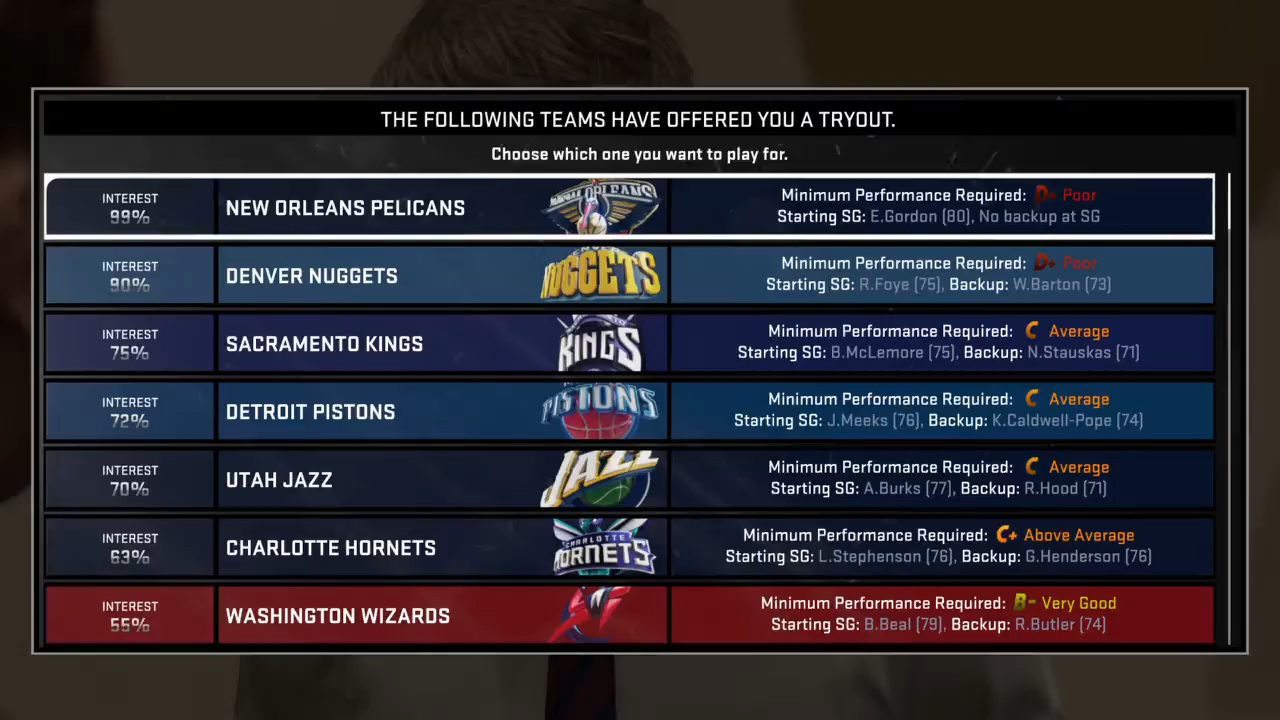 THE FOLLOWING TEAMS HAVE OFFERED YOU A TRYOUT.
Choose which one you want to play for.
INTEREST
99%
NEW ORLEANS PELICANS
NEW ORLEANS
Minimum Performance Required: D+ Poor
Starting SG: E.Gordon (80), No backup at SG
INTEREST
90%
DENVER NUGGETS
DENVER
NUGGETS
Minimum Performance Required: D+ Poor
Starting SG: R.Foye (75), Backup: W.Barton (73)
INTEREST
75%
SACRAMENTO KINGS
KINGS
Minimum Performance Required: C Average
Starting SG: B.McLemore (75), Backup: N.Stauskas (71)
INTEREST
72%
DETROIT PISTONS
PISTONS
Minimum Performance Required: C Average
Starting SG: J.Meeks (76), Backup: K.Caldwell-Pope (74)
INTEREST
70%
UTAH JAZZ
JAZZ
Minimum Performance Required: C Average
Starting SG: A.Burks (77), Backup: R.Hood (71)
INTEREST
63%
CHARLOTTE HORNETS
CHARLOTTE
HORNETS
Minimum Performance Required: C+ Above Average
Starting SG: L.Stephenson (76), Backup: G.Henderson (76)
INTEREST
55%
WASHINGTON WIZARDS
Minimum Performance Required: B- Very Good
Starting SG: B.Beal (79), Backup: R.Butler (74)